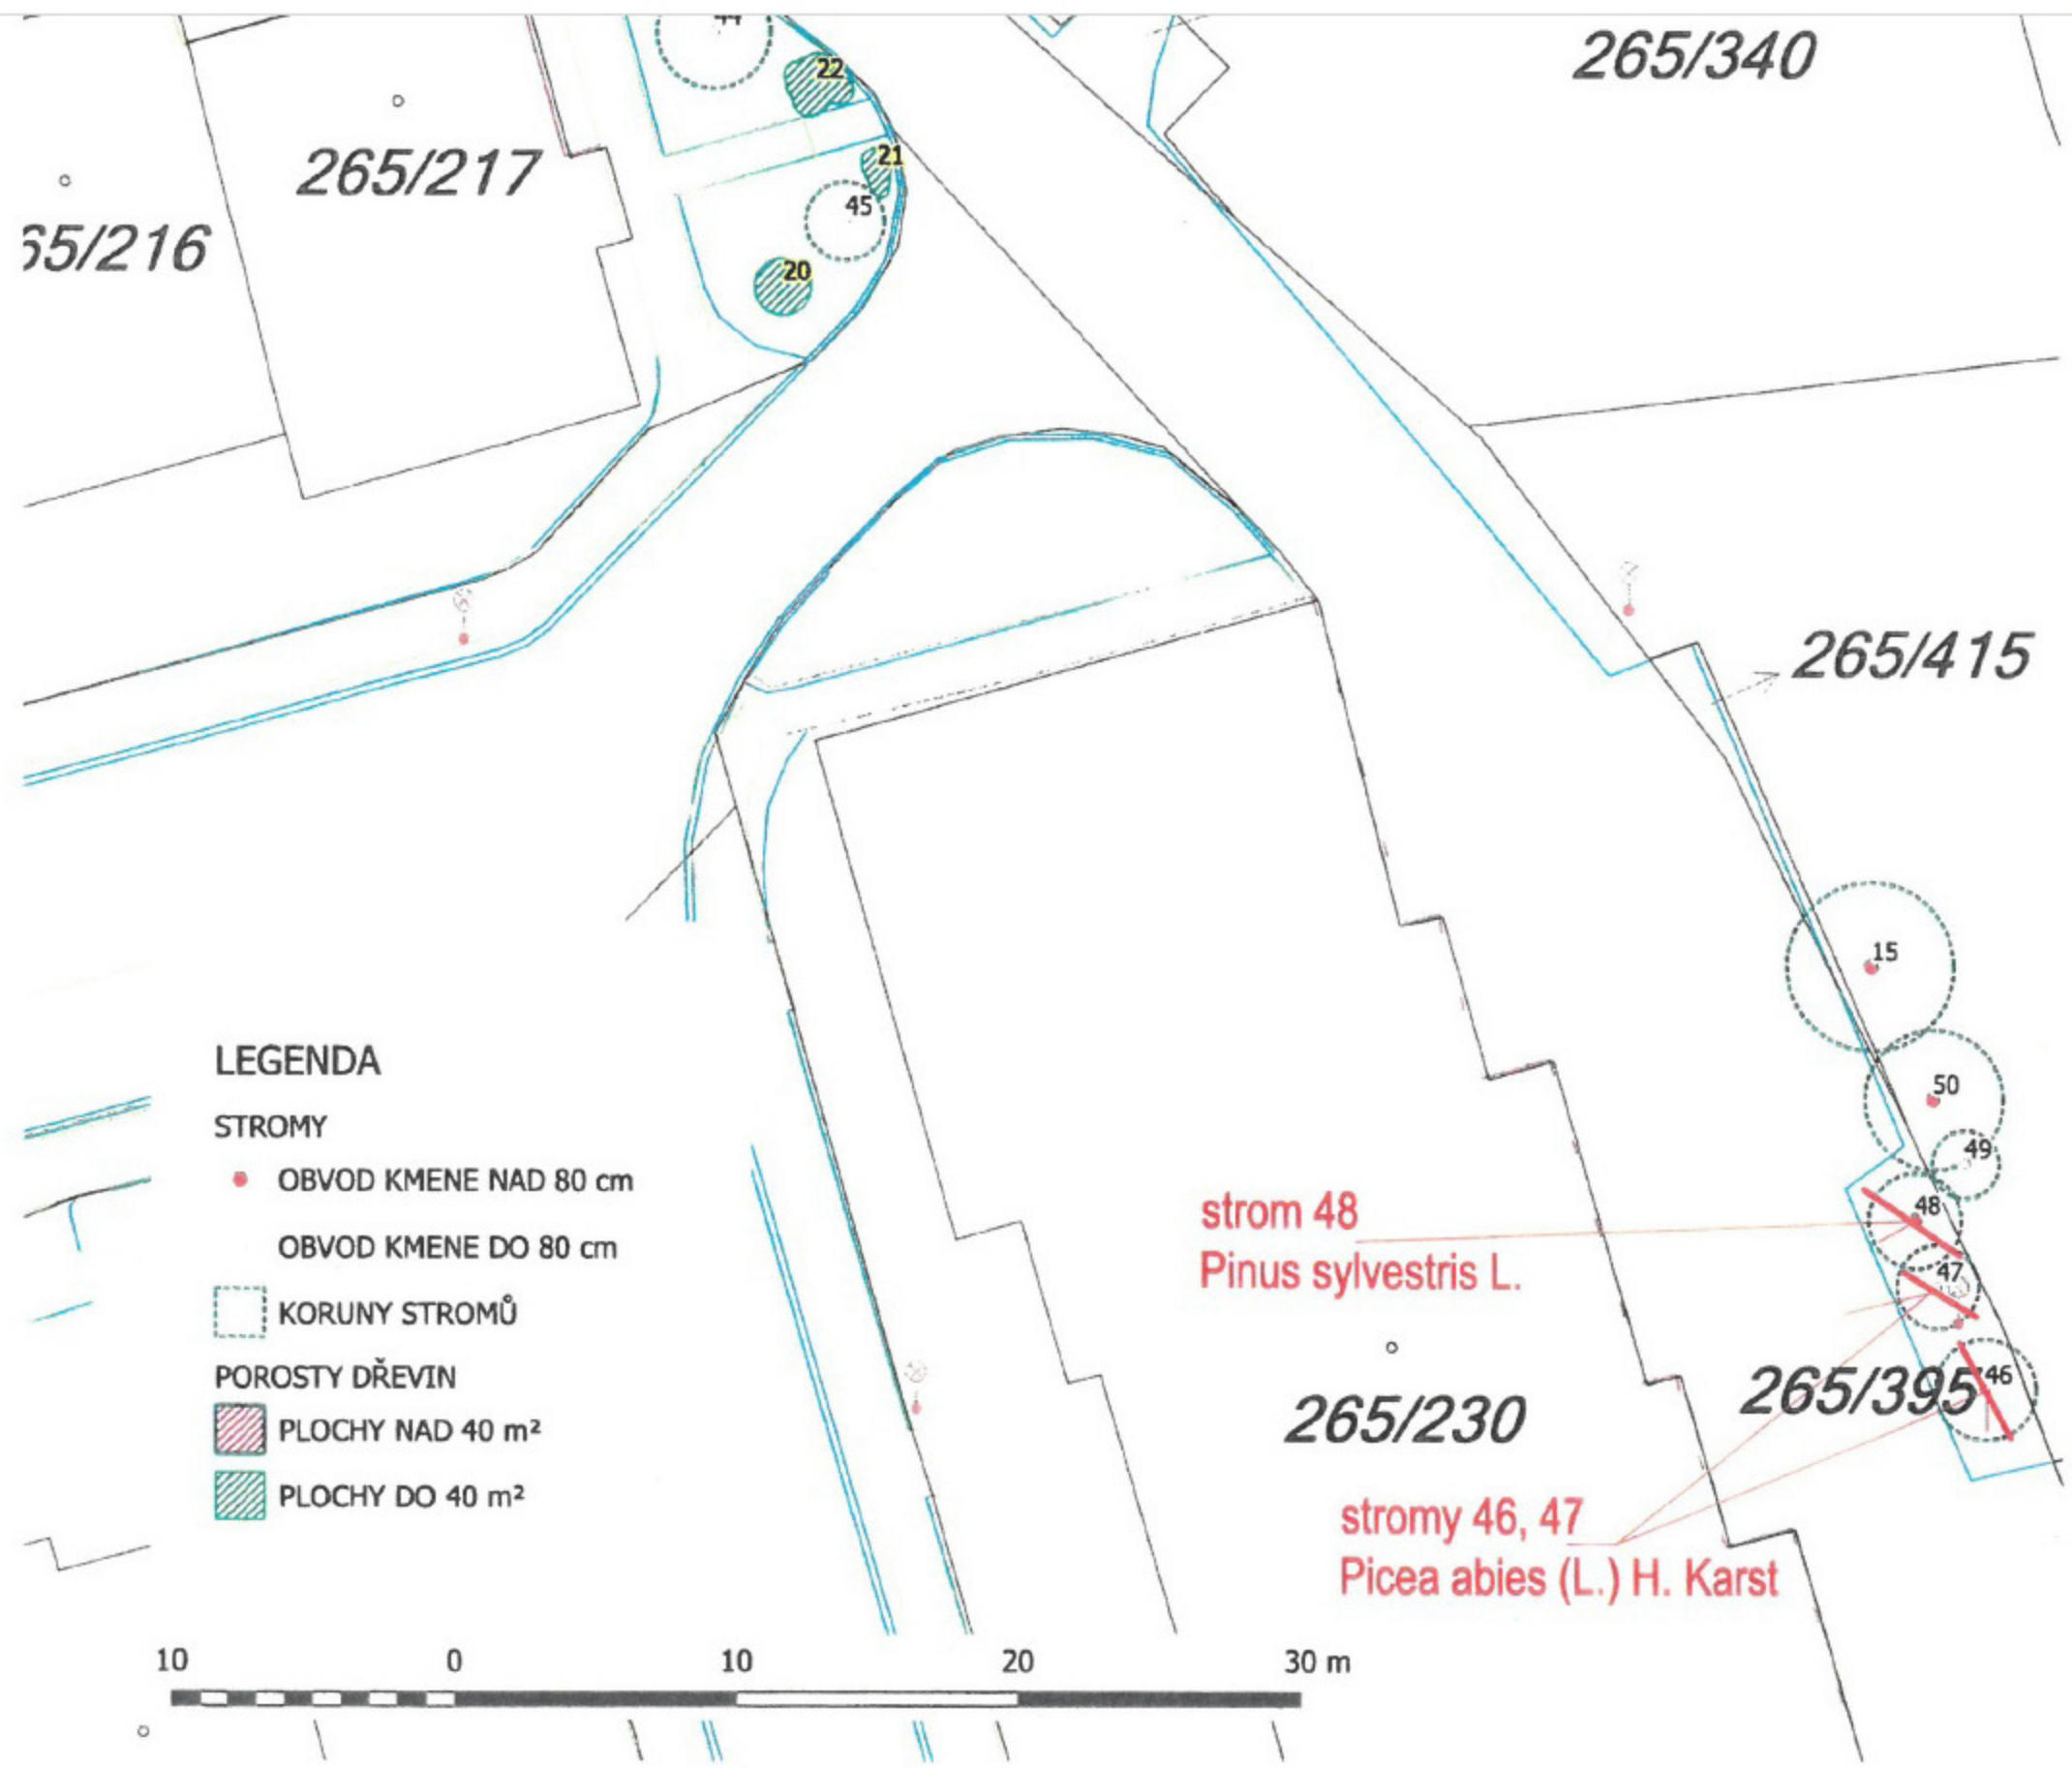 44
22
265/340
21
265/217
45
65/216
20
265/415
15
LEGENDA
50
STROMY
49
OBVOD KMENE NAD 80 cm
strom 48
48
Pinus sylvestris L.
OBVOD KMENE DO 80 cm
47
KORUNY STROMŮ
POROSTY DŘEVIN
265/395
46
265/230
PLOCHY NAD 40 m²
PLOCHY DO 40 m²
stromy 46, 47
Picea abies (L.) H. Karst
10 0 10 20 30 m